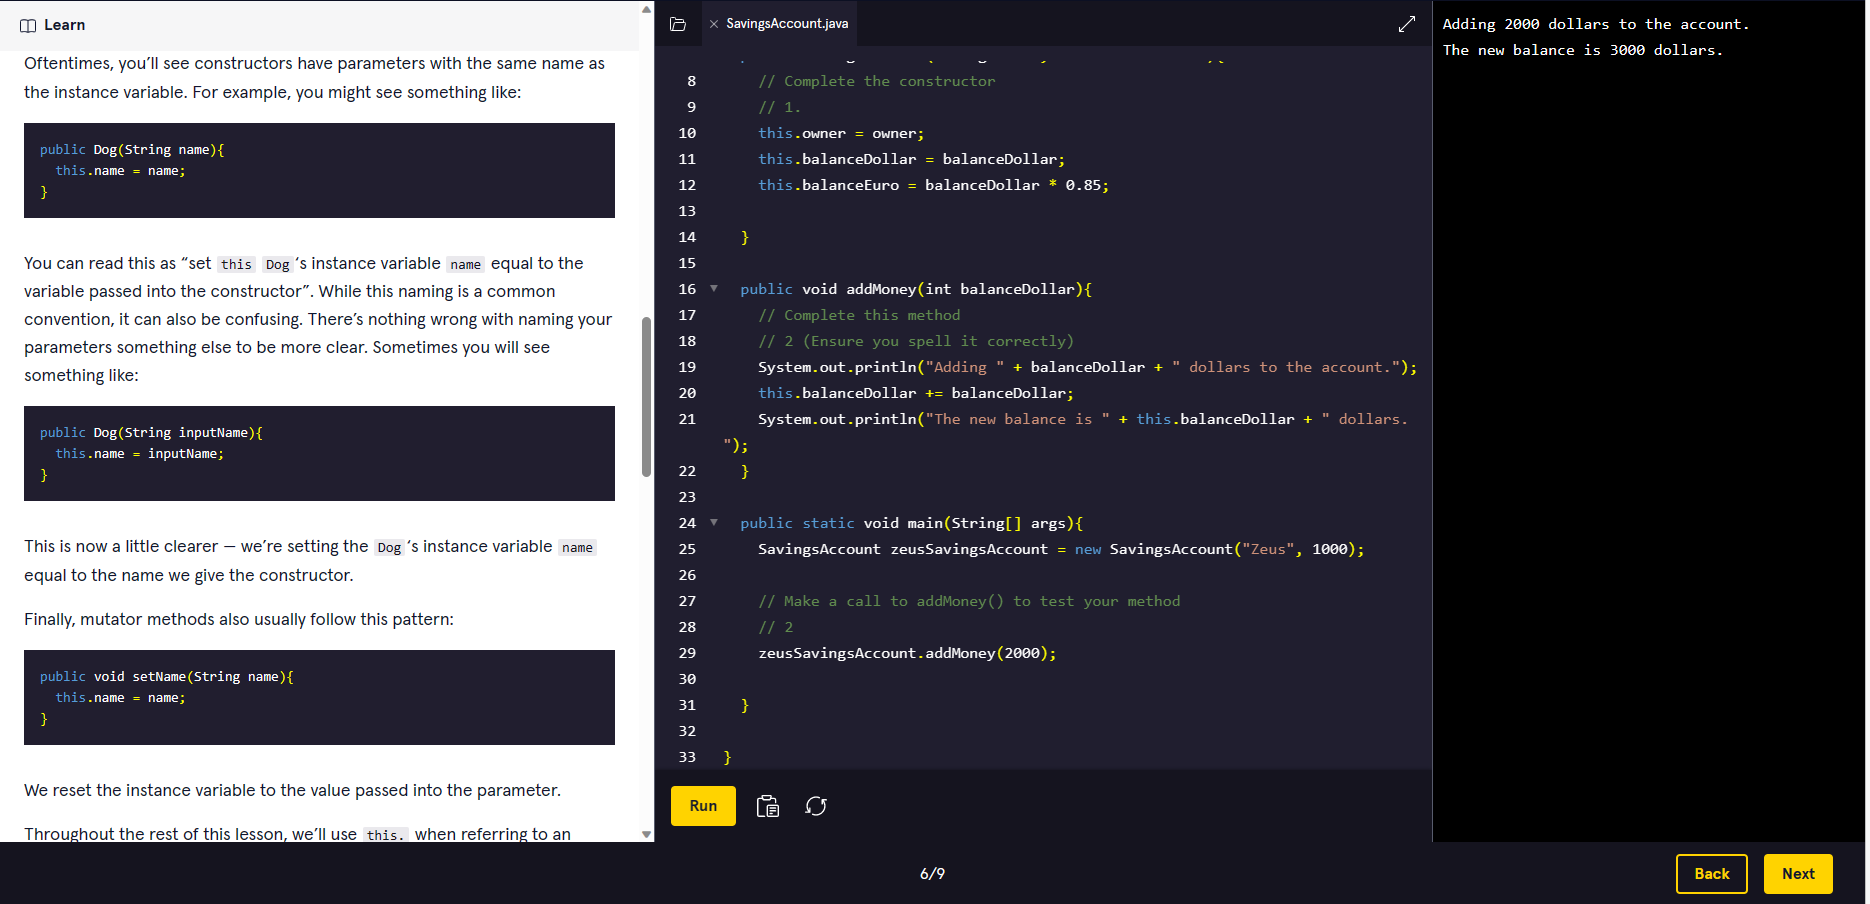 Learn
Oftentimes, you’ll see constructors have parameters with the same name as
the instance variable. For example, you might see something like:
public Dog(String name){
  this.name = name;
}
You can read this as “set this Dog ‘s instance variable name equal to the
variable passed into the constructor”. While this naming is a common
convention, it can also be confusing. There’s nothing wrong with naming your
parameters something else to be more clear. Sometimes you will see
something like:
public Dog(String inputName){
  this.name = inputName;
}
This is now a little clearer — we’re setting the Dog ‘s instance variable name
equal to the name we give the constructor.
Finally, mutator methods also usually follow this pattern:
public void setName(String name){
  this.name = name;
}
We reset the instance variable to the value passed into the parameter.
Throughout the rest of this lesson, we’ll use this. when referring to an
SavingsAccount.java
8     // Complete the constructor
9     // 1.
10     this.owner = owner;
11     this.balanceDollar = balanceDollar;
12     this.balanceEuro = balanceDollar * 0.85;
13
14   }
15
16   public void addMoney(int balanceDollar){
17     // Complete this method
18     // 2 (Ensure you spell it correctly)
19     System.out.println("Adding " + balanceDollar + " dollars to the account.");
20     this.balanceDollar += balanceDollar;
21     System.out.println("The new balance is " + this.balanceDollar + " dollars.
");
22   }
23
24   public static void main(String[] args){
25     SavingsAccount zeusSavingsAccount = new SavingsAccount("Zeus", 1000);
26
27     // Make a call to addMoney() to test your method
28     // 2
29     zeusSavingsAccount.addMoney(2000);
30
31   }
32
33 }
Run
Adding 2000 dollars to the account.
The new balance is 3000 dollars.
6/9
Back
Next